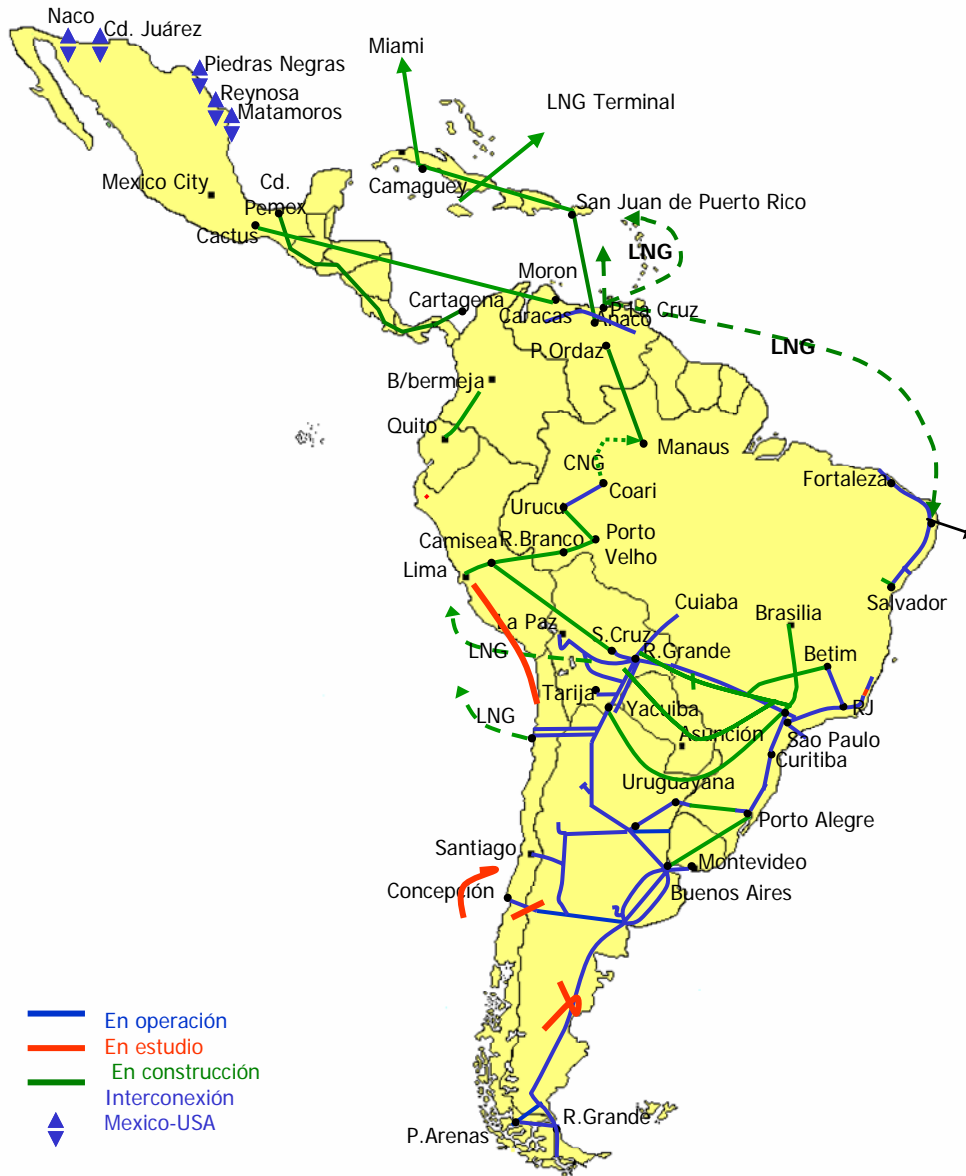 Naco
Cd. Juárez
Miami
Piedras Negras
Reynosa
Matamoros
LNG Terminal
Mexico City
Cd.
Pemex
Cactus
Camaguey
San Juan de Puerto Rico
LNG
Moron
Cartagena
Caracas
P.La Cruz
Anaco
P.Ordaz
LNG
B/bermeja
Quito
Manaus
CNG
Coari
Fortaleza
Urucu
Camisea
R.Branco
Porto
Velho
Lima
Salvador
Cuiaba
Brasilia
La Paz
S.Cruz
R.Grande
Betim
LNG
Tarija
Yacuiba
RJ
LNG
Asunción
Sao Paulo
Curitiba
Uruguayana
Porto Alegre
Santiago
Montevideo
Concepción
Buenos Aires
En operación
En estudio
En construcción
Interconexión
Mexico-USA
P.Arenas
R.Grande